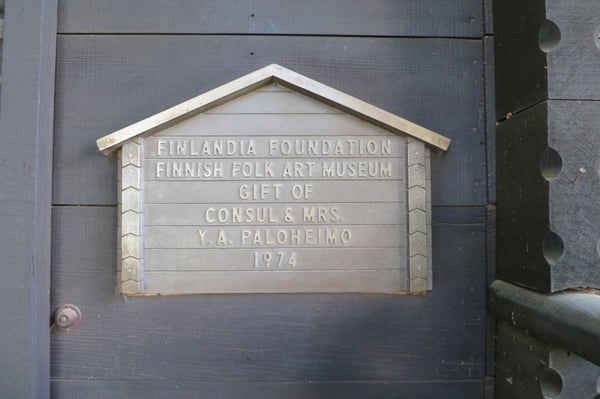 FINLANDIA FOUNDATION
FINNISH FOLK ART MUSEUM
GIFT OF
CONSUL & MRS.
Y. A. PALOHEIMO
1974